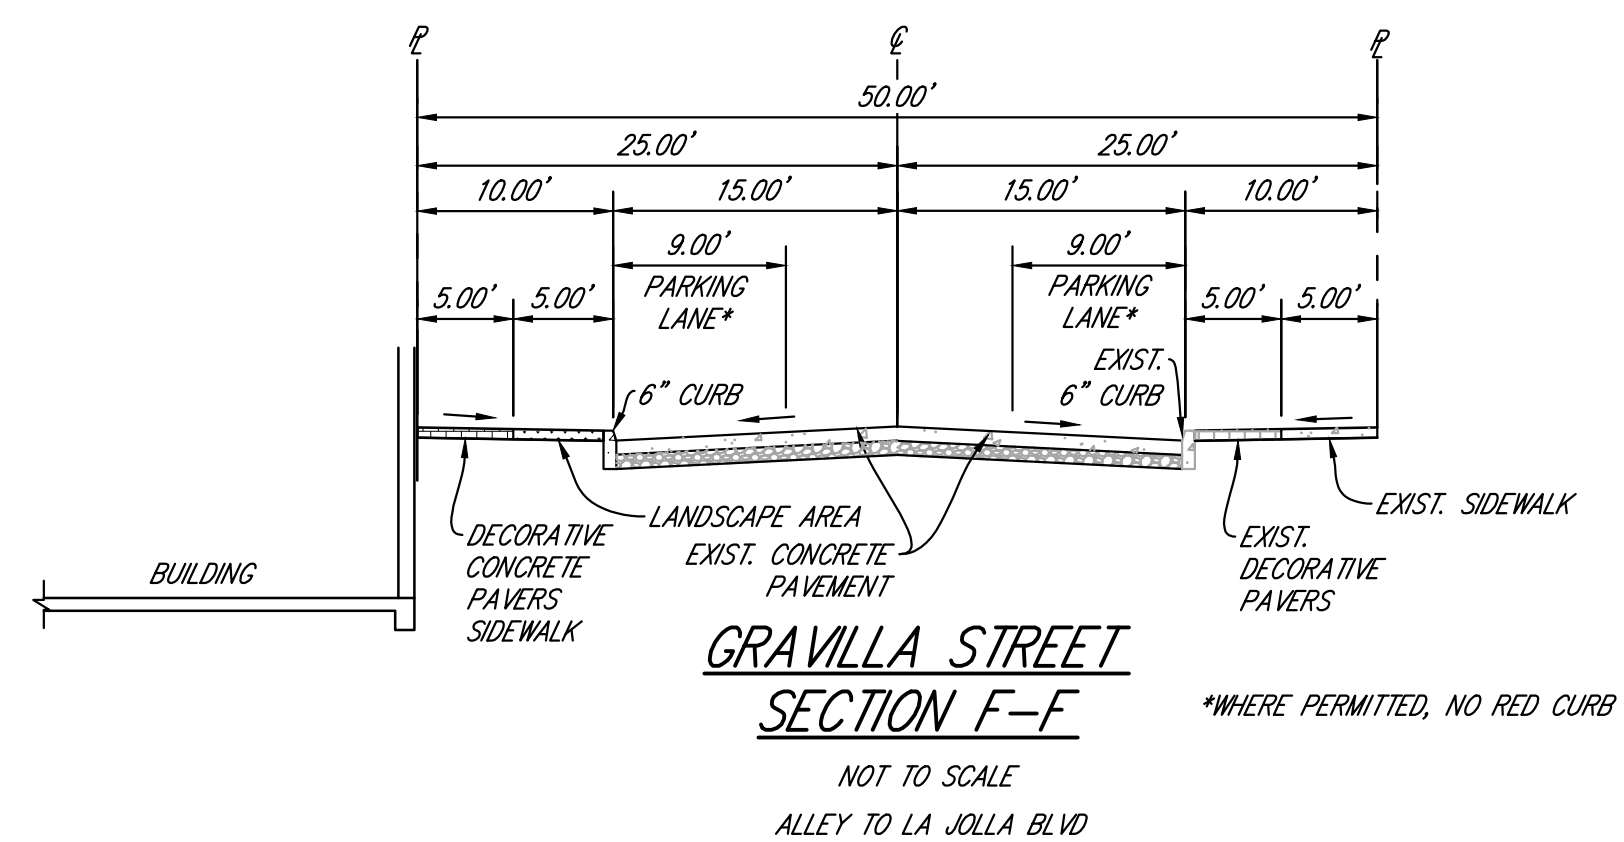 ℄
50.00'
25.00'
25.00'
10.00'
15.00'
15.00'
10.00'
9.00'
PARKING
LANE*
9.00'
PARKING
LANE*
5.00'
5.00'
5.00'
5.00'
6" CURB
EXIST.
6" CURB
LANDSCAPE AREA
EXIST. CONCRETE
PAVEMENT
DECORATIVE
CONCRETE
PAVERS
SIDEWALK
EXIST. SIDEWALK
EXIST.
DECORATIVE
PAVERS
BUILDING
GRAVILLA STREET
SECTION F-F
*WHERE PERMITTED, NO RED CURB
NOT TO SCALE
ALLEY TO LA JOLLA BLVD